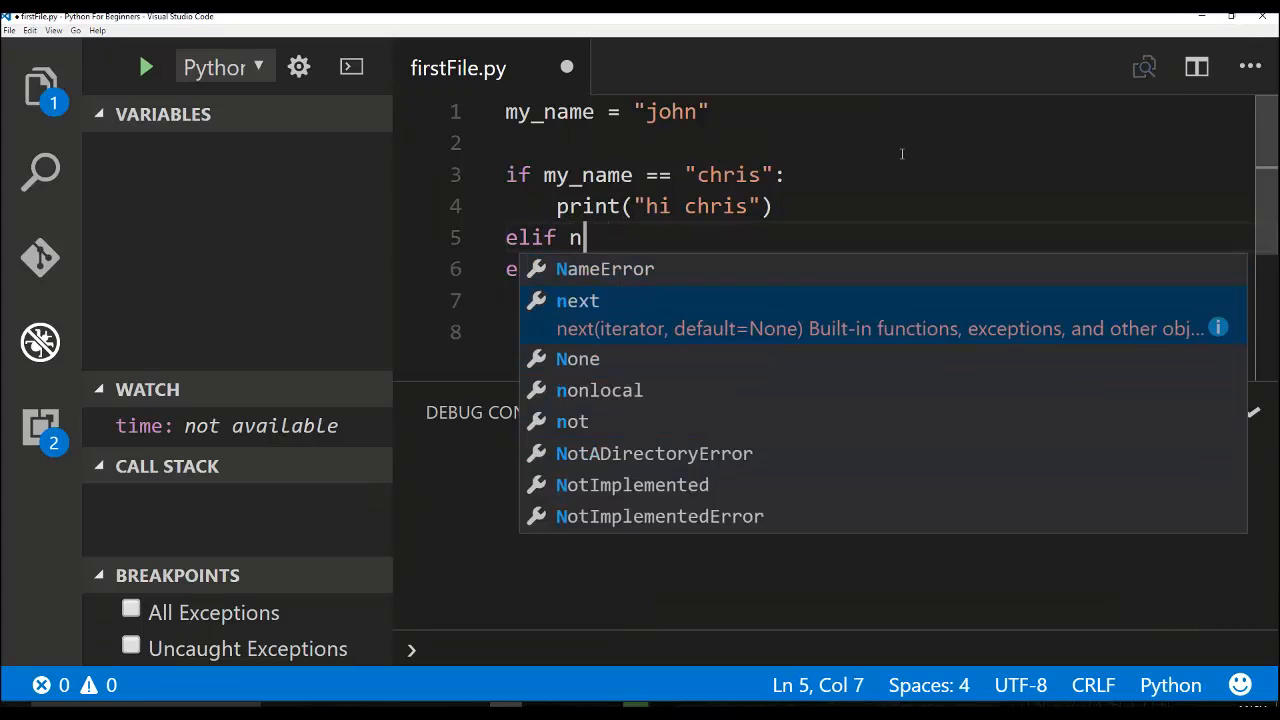 ● firstFile.py - Python For Beginners - Visual Studio Code
File Edit View Go Help
Python
firstFile.py
1
2
VARIABLES
WATCH
time: not available
CALL STACK
BREAKPOINTS
All Exceptions
Uncaught Exceptions
1 my_name = "john"
2
3 if my_name == "chris":
4 print("hi chris")
5 elif n
6 e
7
8
NameError
next
next(iterator, default=None) Built-in functions, exceptions, and other obj...
None
nonlocal
not
NotADirectoryError
NotImplemented
NotImplementedError
DEBUG CON
0 0
Ln 5, Col 7 Spaces: 4 UTF-8 CRLF Python